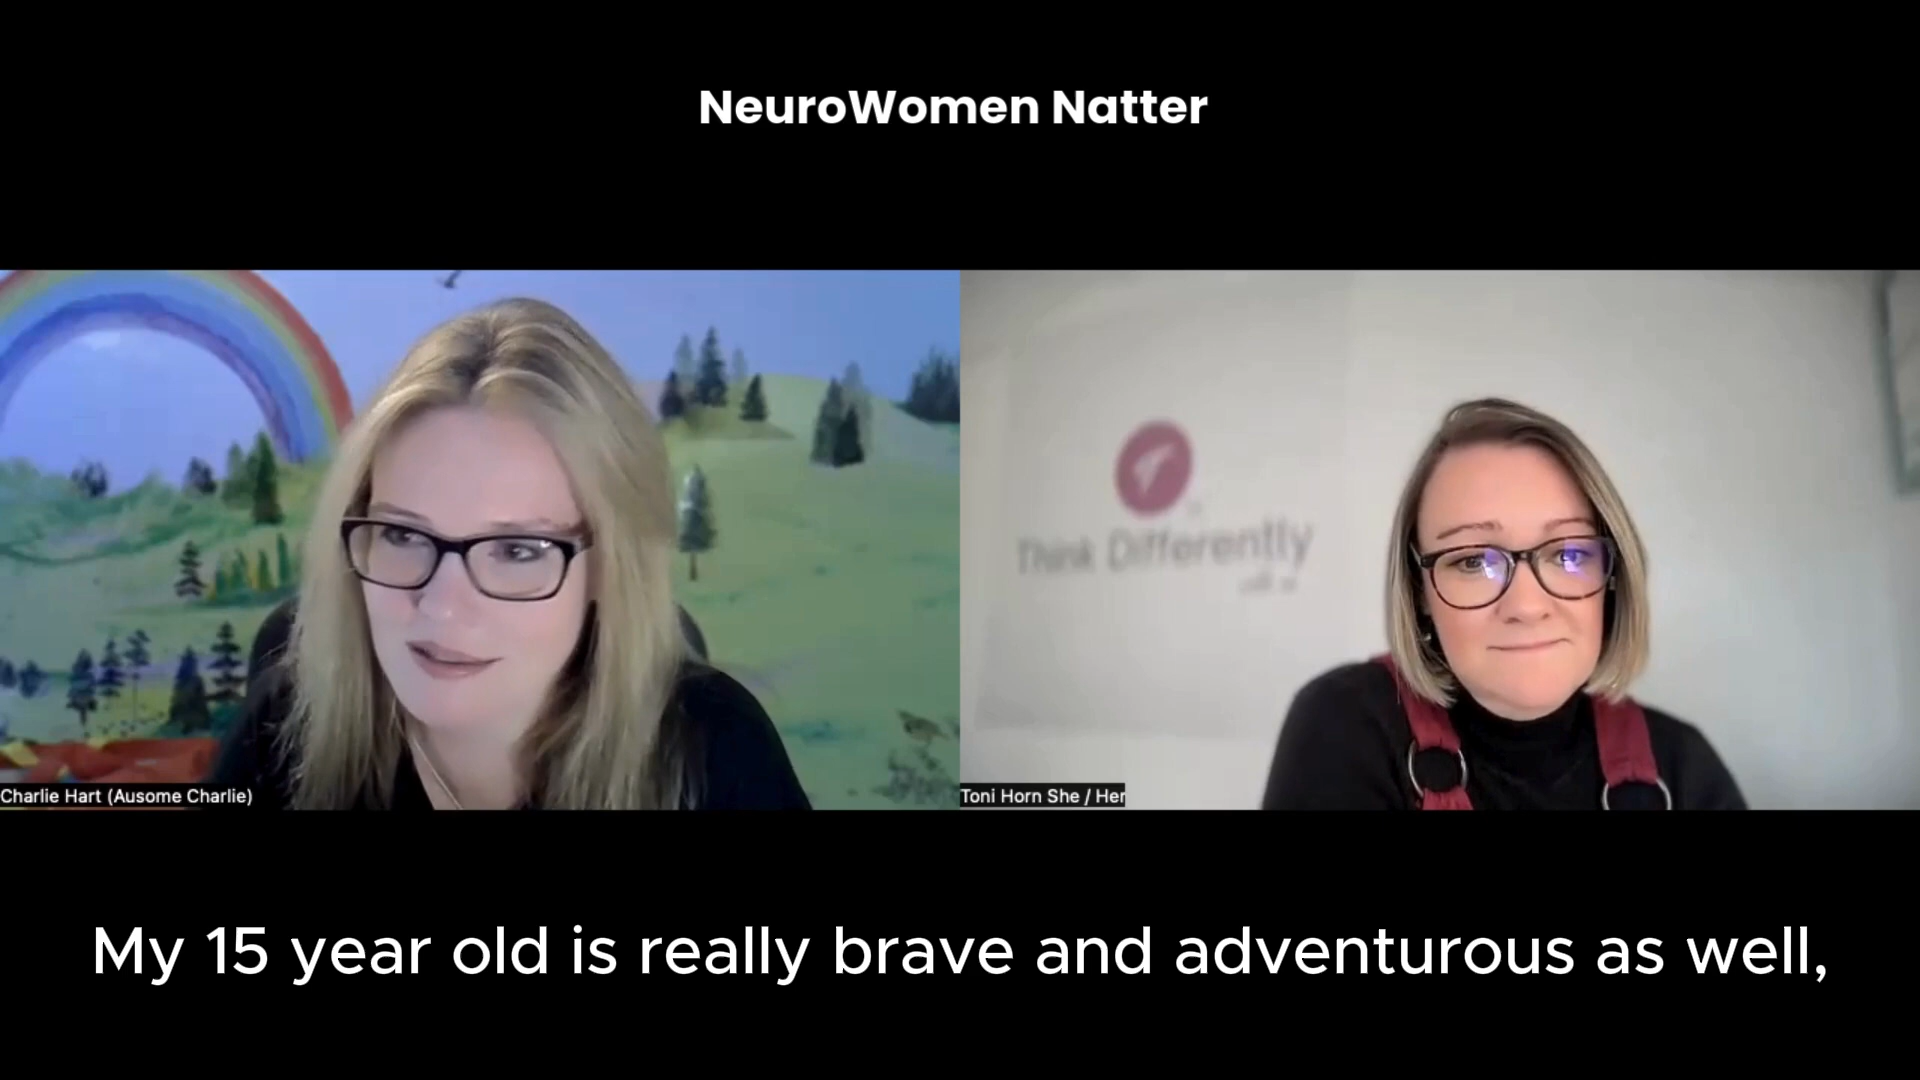 NeuroWomen Natter
Think Differently
Charlie Hart (Ausome Charlie)
Toni Horn She / Her
My 15 year old is really brave and adventurous as well,